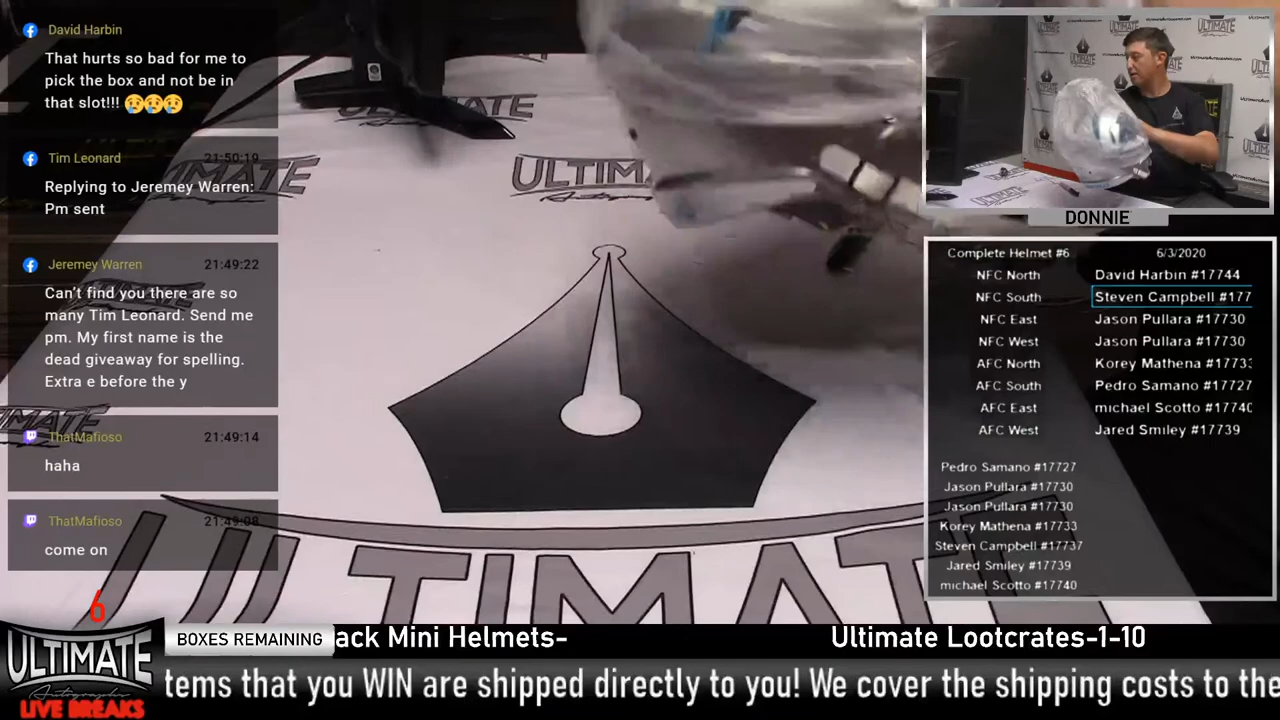 David Harbin
That hurts so bad for me to
pick the box and not be in
that slot!!! 😢😢😢
Tim Leonard 21:50:19
Replying to Jeremey Warren:
Pm sent
Jeremey Warren 21:49:22
Can't find you there are so
many Tim Leonard. Send me
pm. My first name is the
dead giveaway for spelling.
Extra e before the y
ThatMafioso 21:49:14
haha
ThatMafioso 21:49:08
come on
ULTIMATE
ULTIMATE
DONNIE
Complete Helmet #6 6/3/2020
NFC North David Harbin #17744
NFC South Steven Campbell #177
NFC East Jason Pullara #17730
NFC West Jason Pullara #17730
AFC North Korey Mathena #17733
AFC South Pedro Samano #17727
AFC East michael Scotto #17740
AFC West Jared Smiley #17739
Pedro Samano #17727
Jason Pullara #17730
Jason Pullara #17730
Korey Mathena #17733
Steven Campbell #17737
Jared Smiley #17739
michael Scotto #17740
6
ULTIMATE
Autographs
LIVE BREAKS
BOXES REMAINING
ack Mini Helmets- Ultimate Lootcrates-1-10
tems that you WIN are shipped directly to you! We cover the shipping costs to the